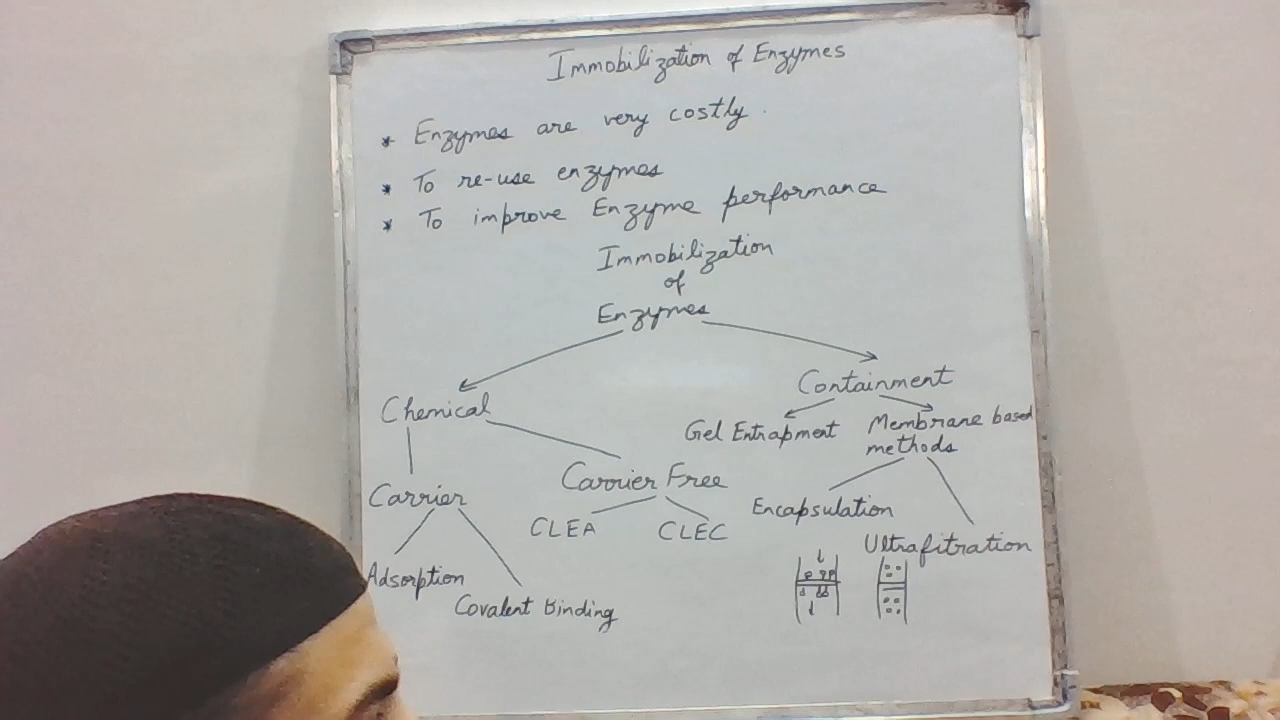 Immobilization of Enzymes
* Enzymes are very costly.
* To re-use enzymes
* To improve Enzyme performance
Immobilization
of
Enzymes
Chemical
Containment
Gel Entrapment
Membrane based
methods
Carrier
Carrier Free
Encapsulation
CLEA
CLEC
Ultrafitration
Adsorption
Covalent Binding